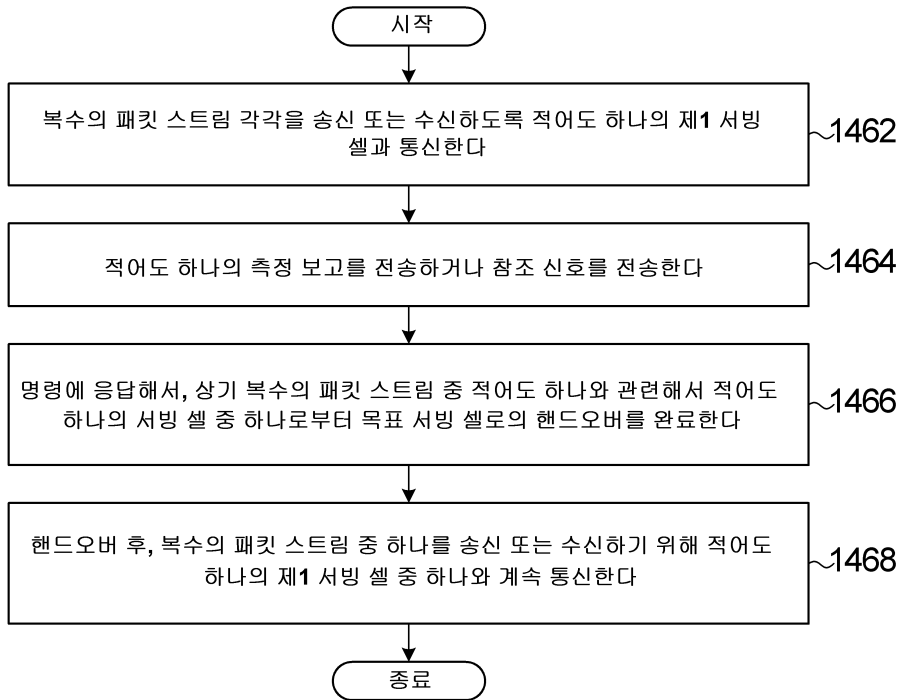 시작
복수의 패킷 스트림 각각을 송신 또는 수신하도록 적어도 하나의 제1 서빙
셀과 통신한다
1462
적어도 하나의 측정 보고를 전송하거나 참조 신호를 전송한다
1464
명령에 응답해서, 상기 복수의 패킷 스트림 중 적어도 하나와 관련해서 적어도
하나의 서빙 셀 중 하나로부터 목표 서빙 셀로의 핸드오버를 완료한다
1466
핸드오버 후, 복수의 패킷 스트림 중 하나를 송신 또는 수신하기 위해 적어도
하나의 제1 서빙 셀 중 하나와 계속 통신한다
1468
종료